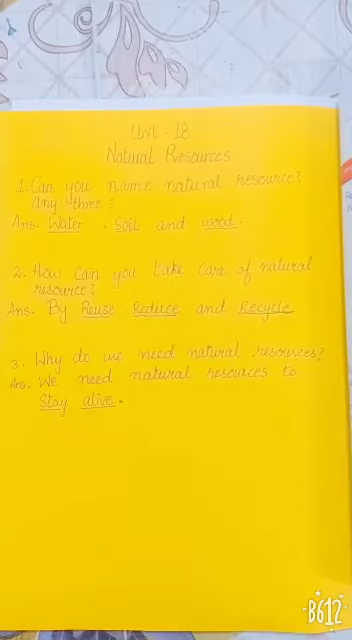 Unit - 18
Natural Resources
1. Can you name natural resource?
any three?
Ans. Water , Soil and wood.
2. How can you take care of natural
resource?
Ans. By Reuse Reduce and Recycle
3. Why do we need natural resources?
Ans. We need natural resources to
Stay alive.
B612